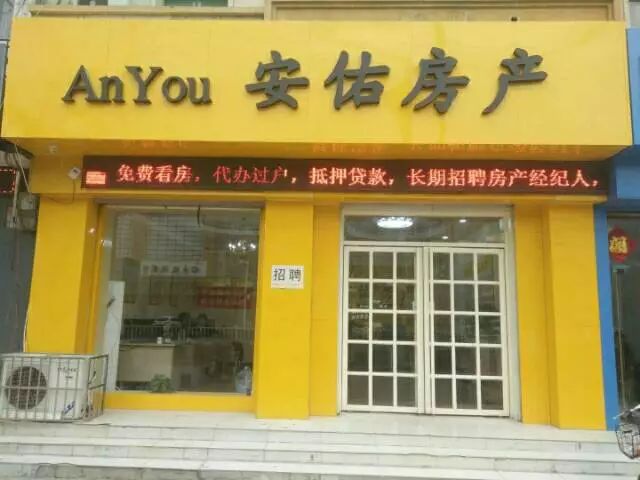 AnYou 安佑房产
免费看房，代办过户，抵押贷款，长期招聘房产经纪人，
招聘